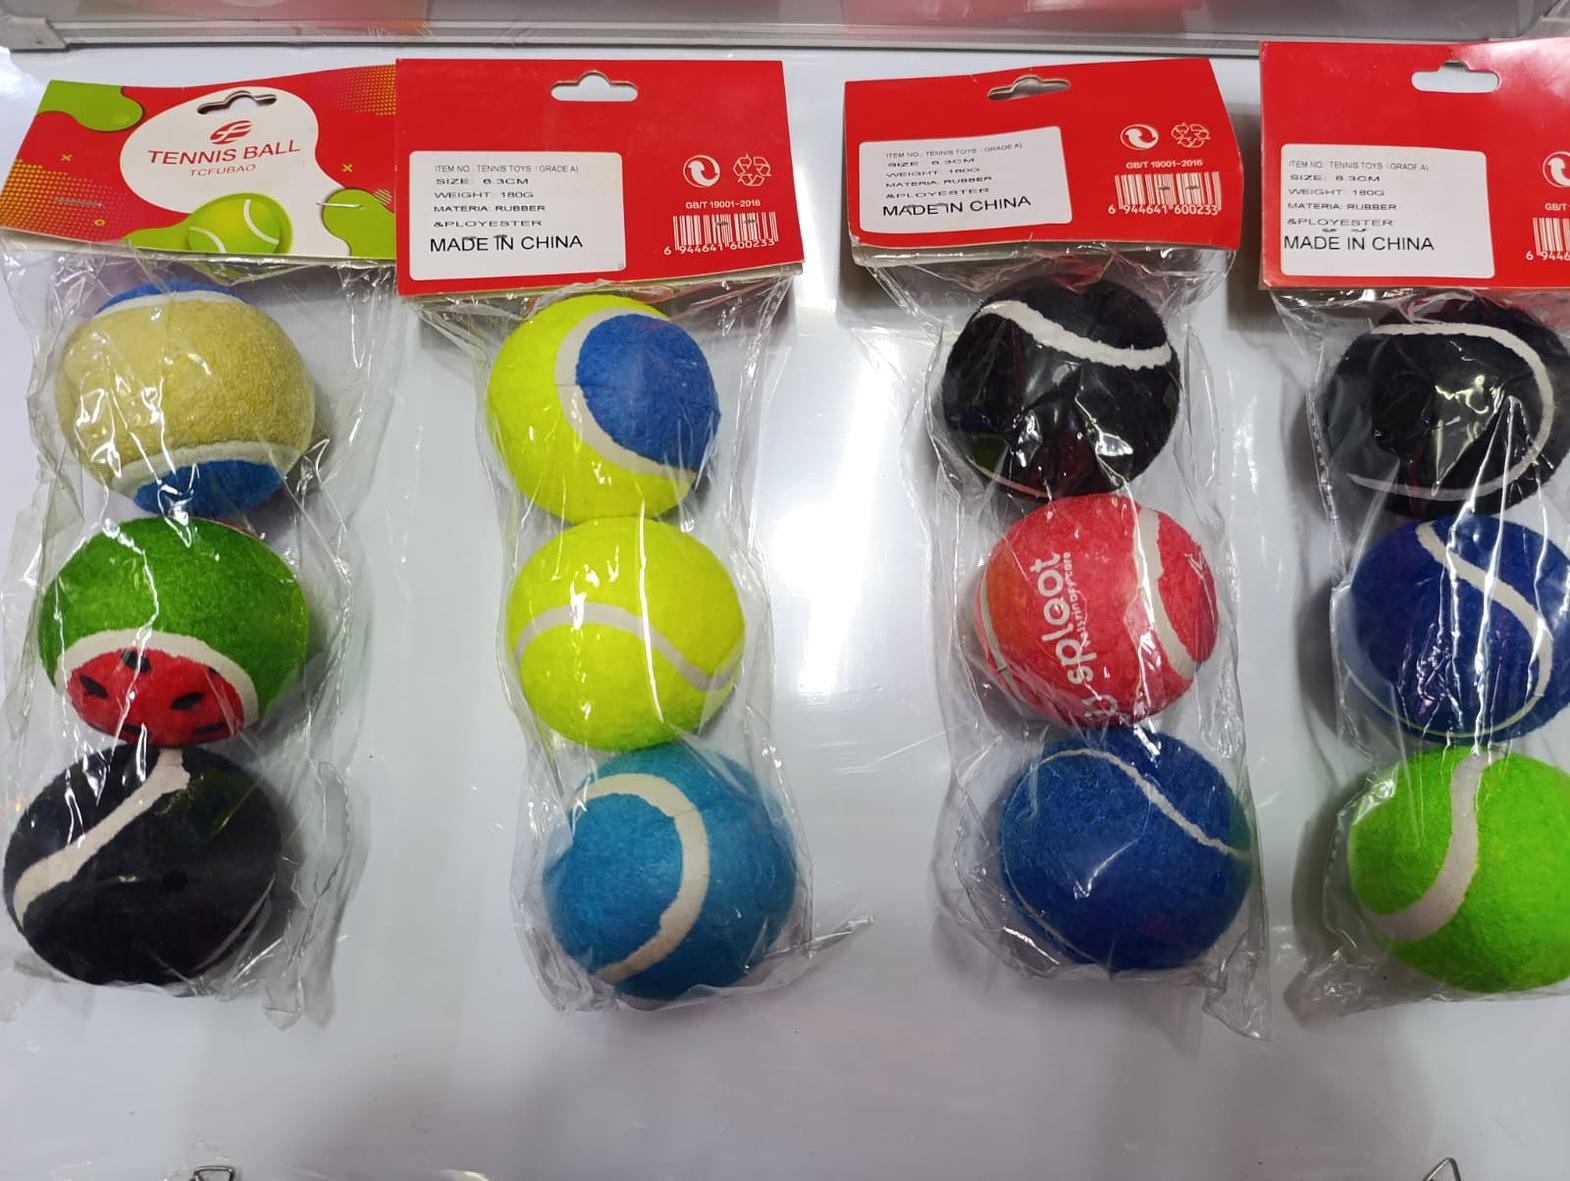 TENNIS BALL
TCFUBAO
ITEM NO.: TENNIS TOYS (GRADE A)
SIZE: 6.3CM
WEIGHT: 180G
MATERIA: RUBBER
&PLOYESTER
MADE IN CHINA
GB/T 19001-2016
6 944641 600233
ITEM NO.: TENNIS TOYS (GRADE A)
SIZE: 6.3CM
WEIGHT: 180G
MATERIA: RUBBER
&PLOYESTER
MADE IN CHINA
GB/T 19001-2016
6 944641 600233
sploot
ITEM NO.: TENNIS TOYS (GRADE A)
SIZE: 6.3CM
WEIGHT: 180G
MATERIA: RUBBER
&PLOYESTER
MADE IN CHINA
GB/T
6 9446